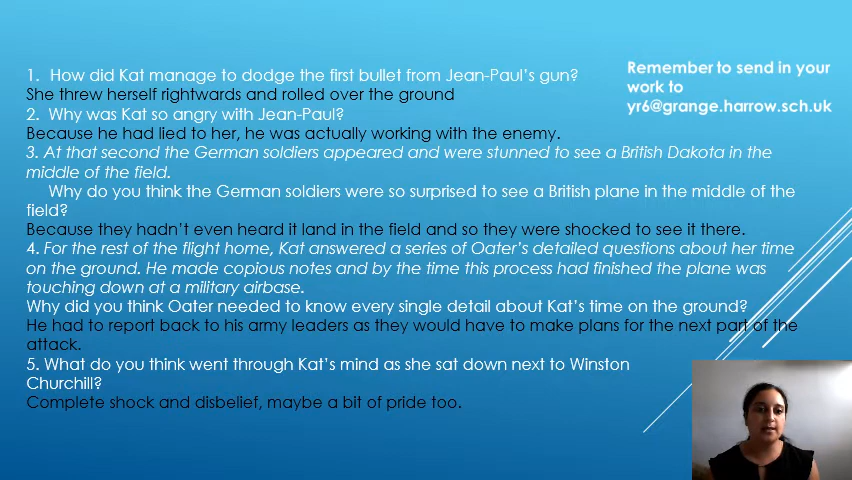 1. How did Kat manage to dodge the first bullet from Jean-Paul's gun?
She threw herself rightwards and rolled over the ground
2. Why was Kat so angry with Jean-Paul?
Because he had lied to her, he was actually working with the enemy.
3. At that second the German soldiers appeared and were stunned to see a British Dakota in the
middle of the field.
Why do you think the German soldiers were so surprised to see a British plane in the middle of the
field?
Because they hadn't even heard it land in the field and so they were shocked to see it there.
4. For the rest of the flight home, Kat answered a series of Oater's detailed questions about her time
on the ground. He made copious notes and by the time this process had finished the plane was
touching down at a military airbase.
Why did you think Oater needed to know every single detail about Kat's time on the ground?
He had to report back to his army leaders as they would have to make plans for the next part of the
attack.
5. What do you think went through Kat's mind as she sat down next to Winston
Churchill?
Complete shock and disbelief, maybe a bit of pride too.
Remember to send in your
work to
yr6@grange.harrow.sch.uk